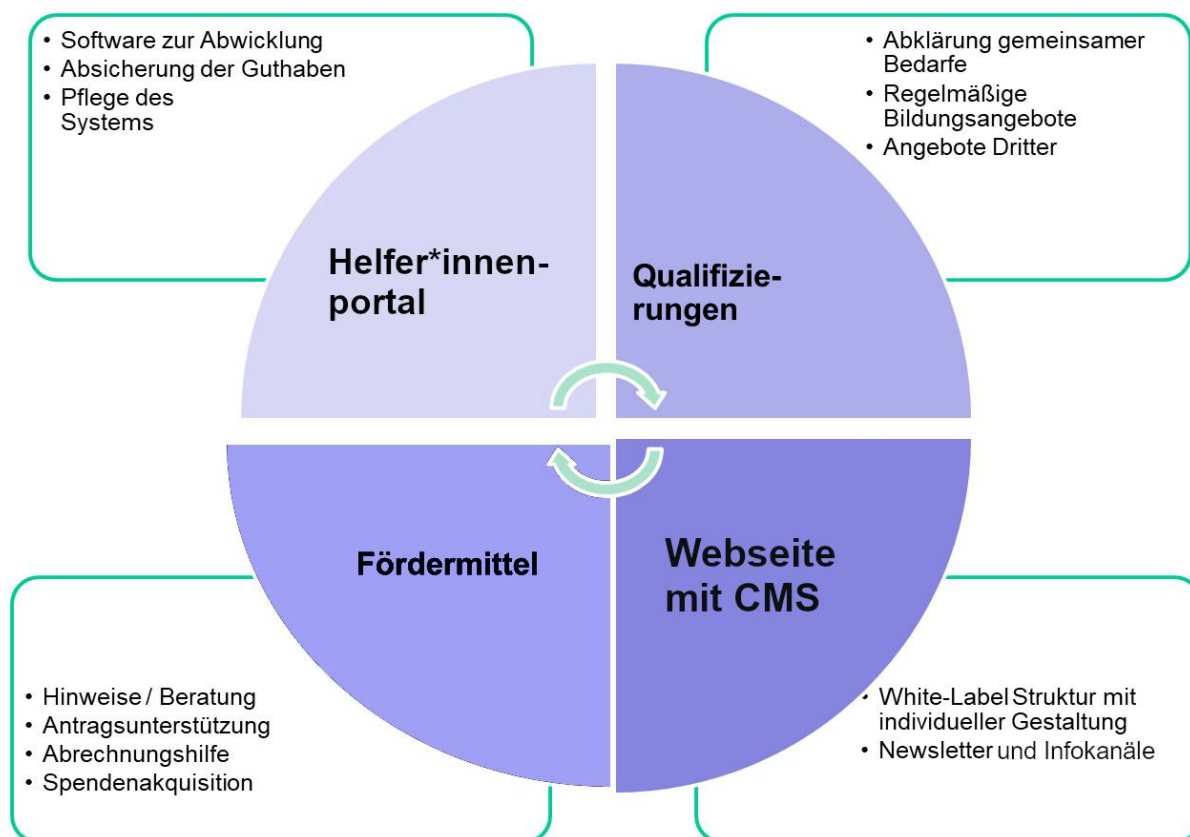 • Software zur Abwicklung
• Absicherung der Guthaben
• Pflege des
Systems
• Abklärung gemeinsamer
Bedarfe
• Regelmäßige
Bildungsangebote
• Angebote Dritter
Helfer*innen-
portal
Qualifizie-
rungen
Fördermittel
Webseite
mit CMS
• Hinweise / Beratung
• Antragsunterstützung
• Abrechnungshilfe
• Spendenakquisition
• White-Label Struktur mit
individueller Gestaltung
• Newsletter und Infokanäle